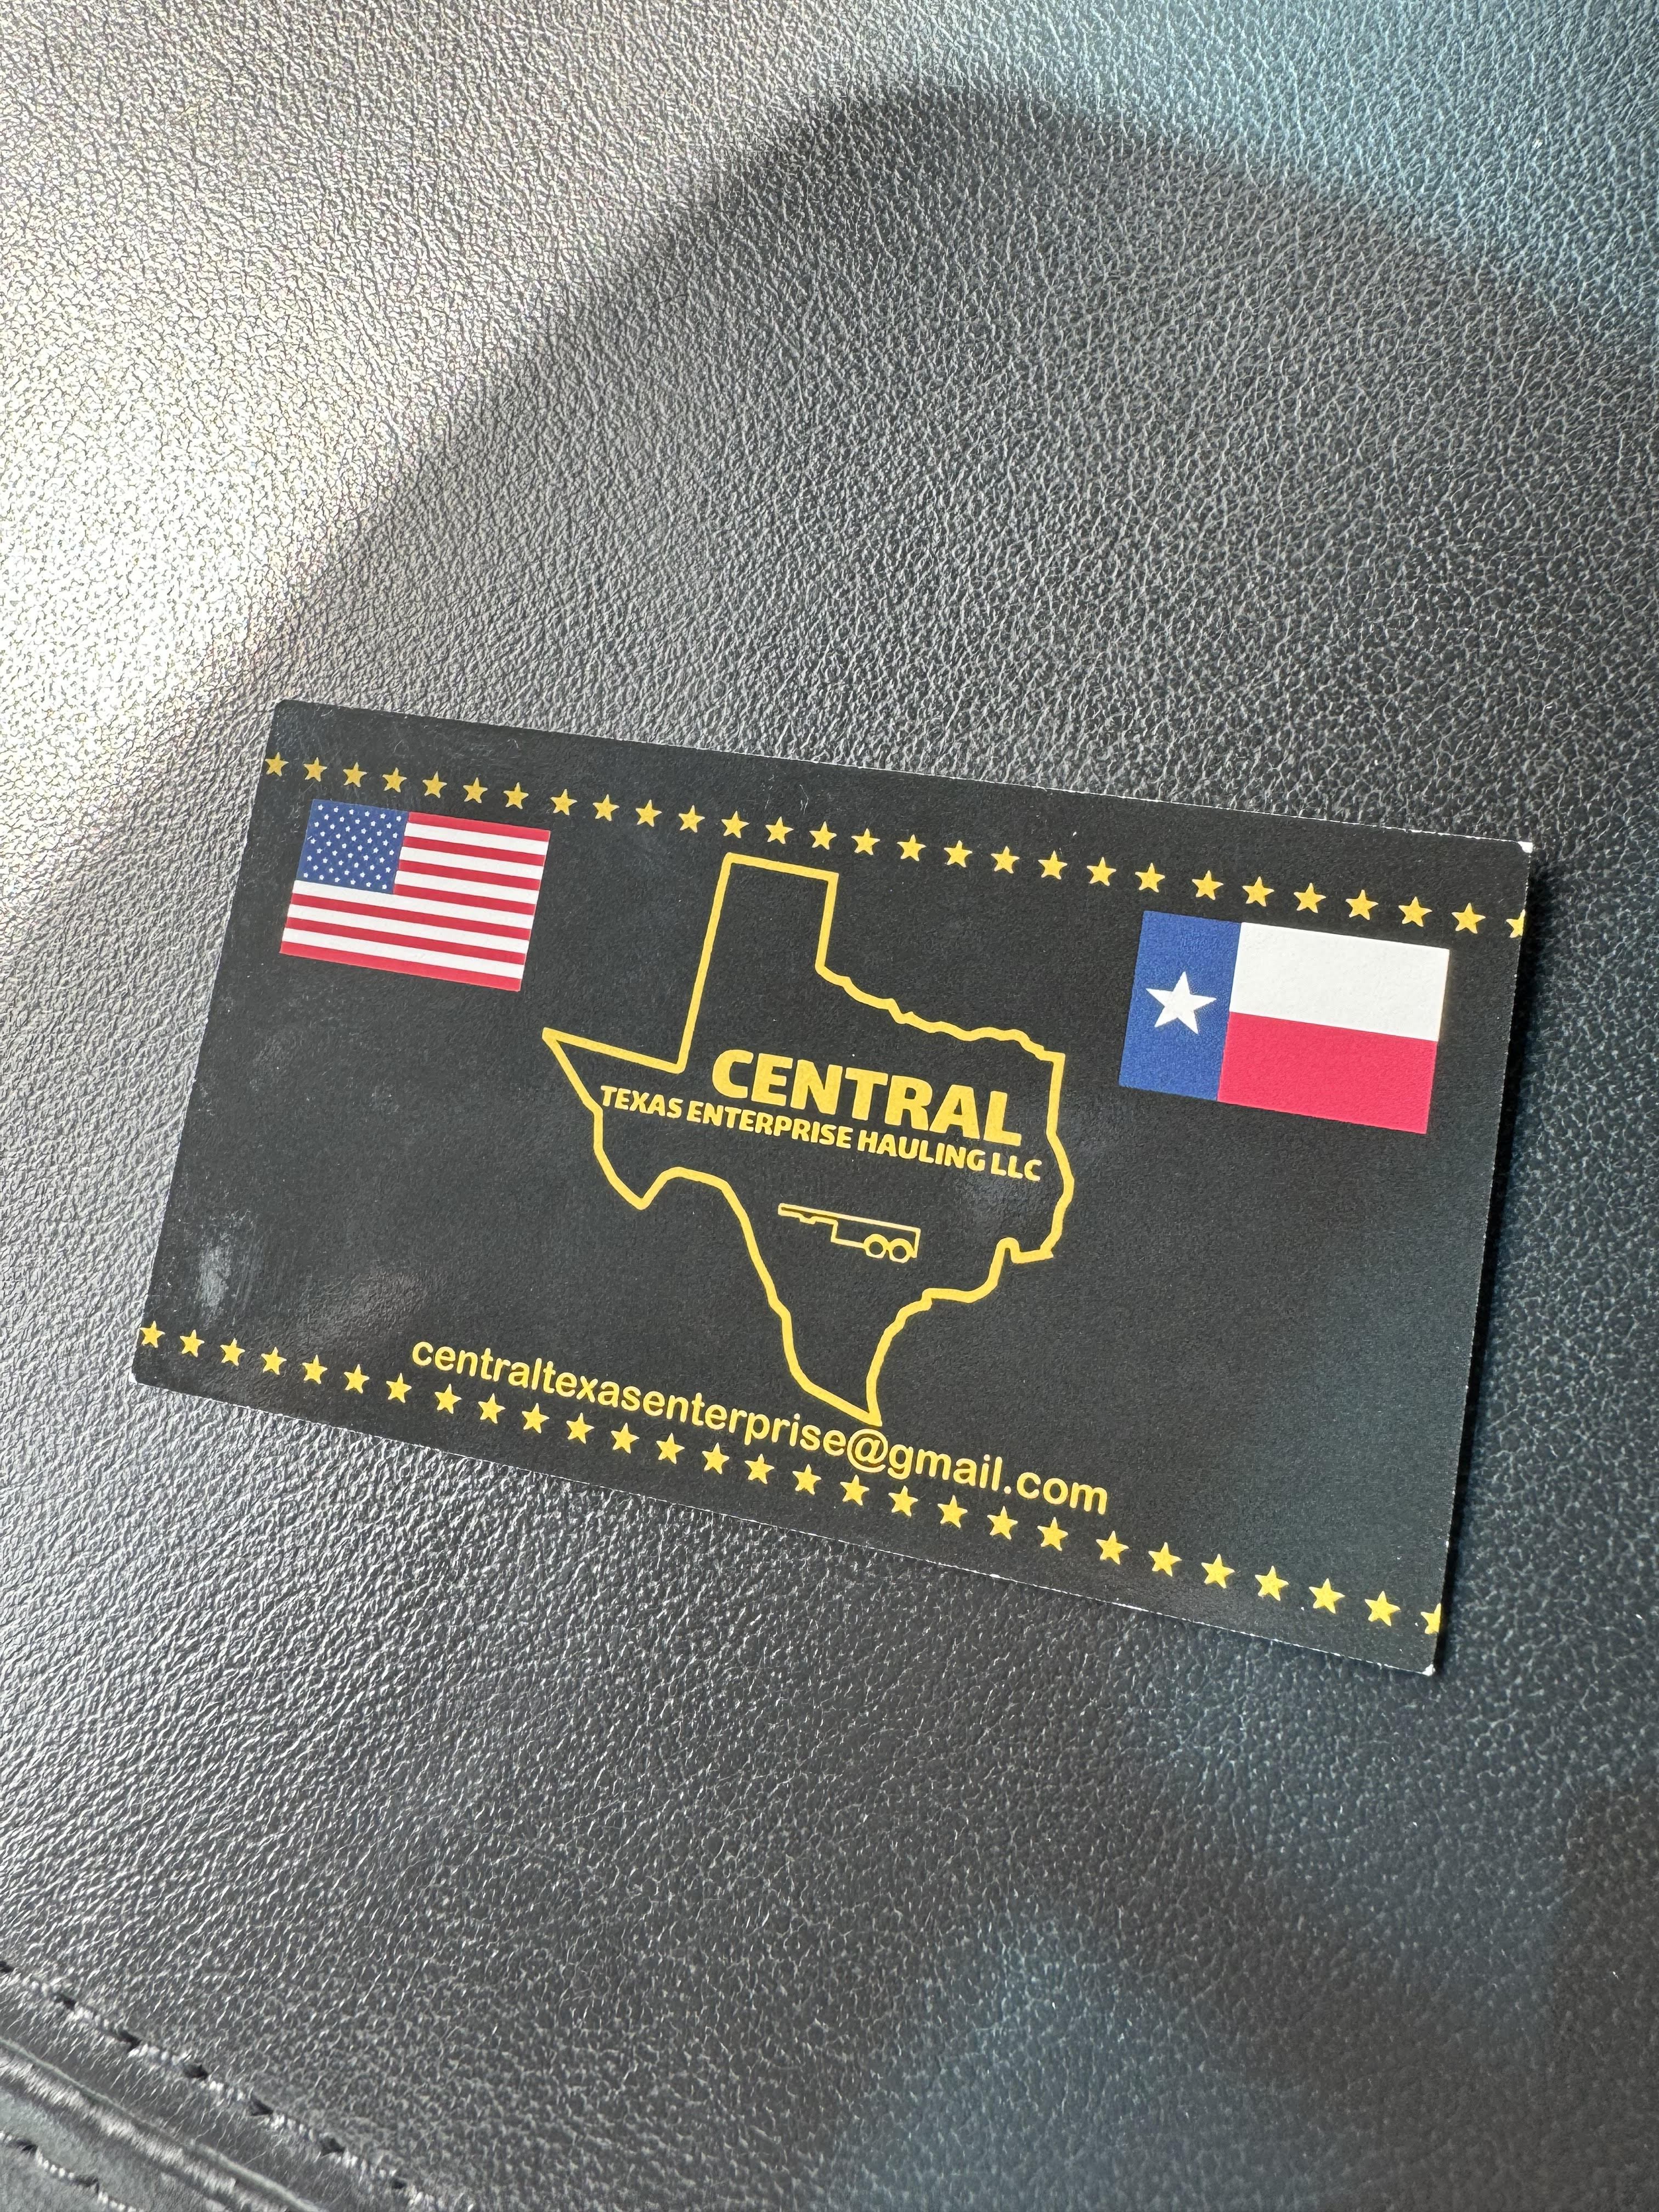 CENTRAL
TEXAS ENTERPRISE HAULING LLC
centraltexasenterprise@gmail.com